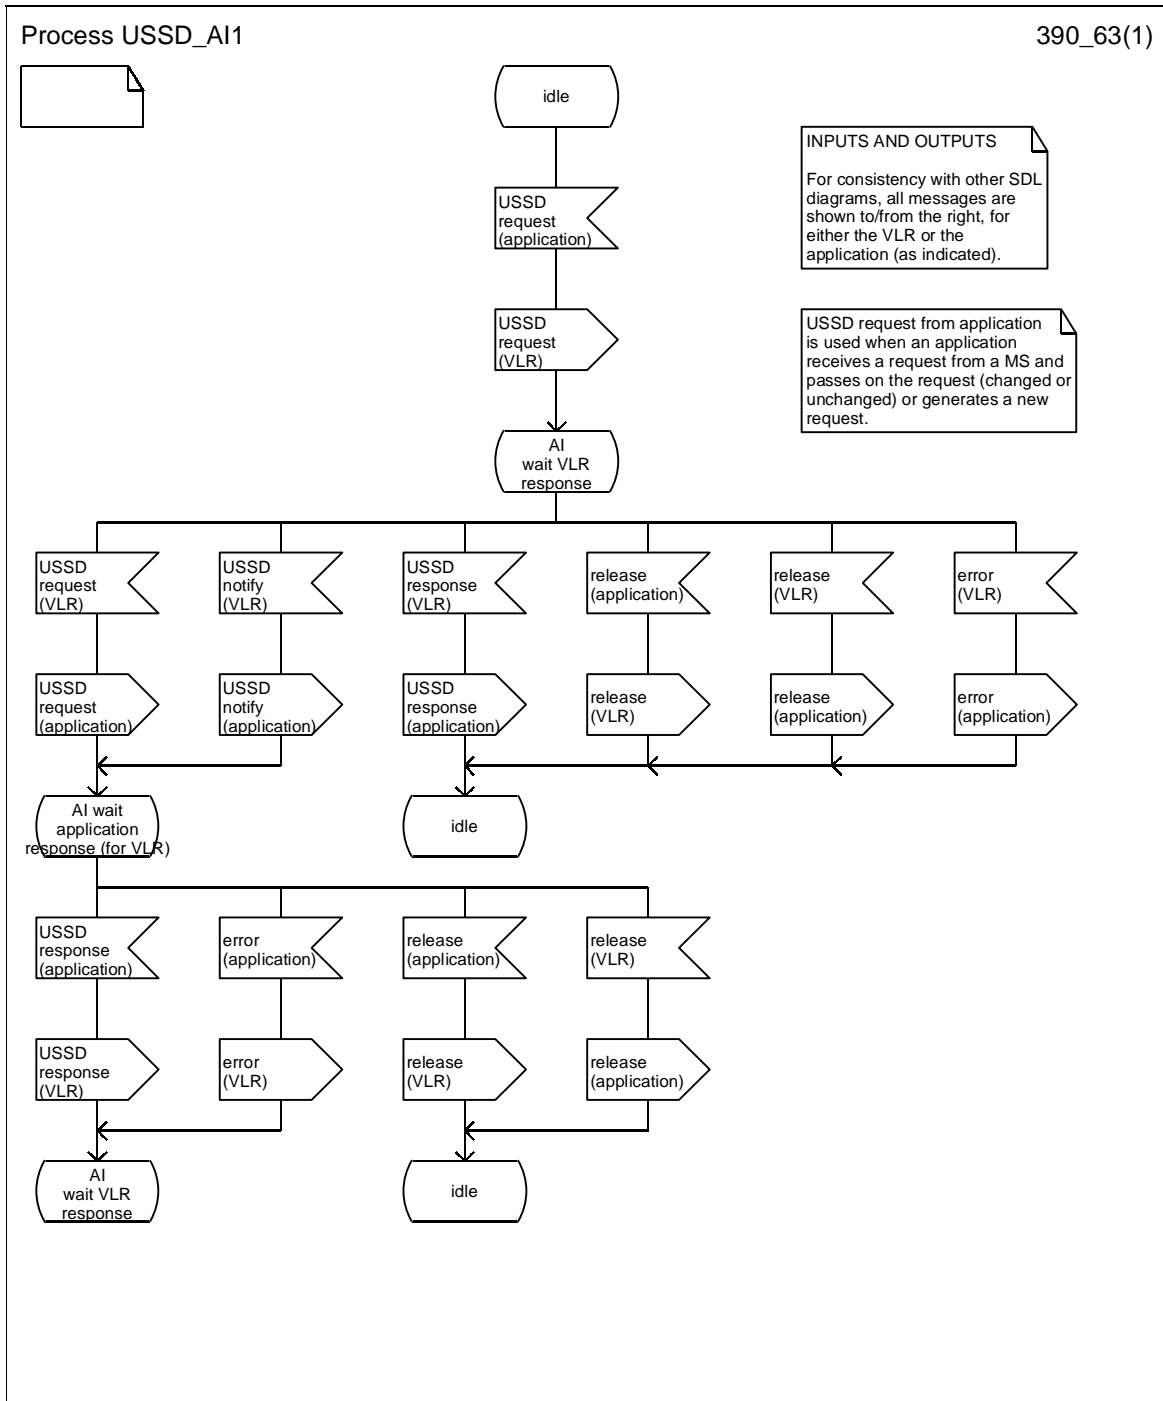 Process USSD_AI1
390_63(1)
idle
INPUTS AND OUTPUTS
For consistency with other SDL
diagrams, all messages are
shown to/from the right, for
either the VLR or the
application (as indicated).
USSD
request
(application)
USSD
request
(VLR)
USSD request from application
is used when an application
receives a request from a MS and
passes on the request (changed or
unchanged) or generates a new
request.
AI
wait VLR
response
USSD
request
(VLR)
USSD
notify
(VLR)
USSD
response
(VLR)
release
(application)
release
(VLR)
error
(VLR)
USSD
request
(application)
USSD
notify
(application)
USSD
response
(application)
release
(VLR)
release
(application)
error
(application)
AI wait
application
response (for VLR)
idle
USSD
response
(application)
error
(application)
release
(application)
release
(VLR)
USSD
response
(VLR)
error
(VLR)
release
(VLR)
release
(application)
AI
wait VLR
response
idle